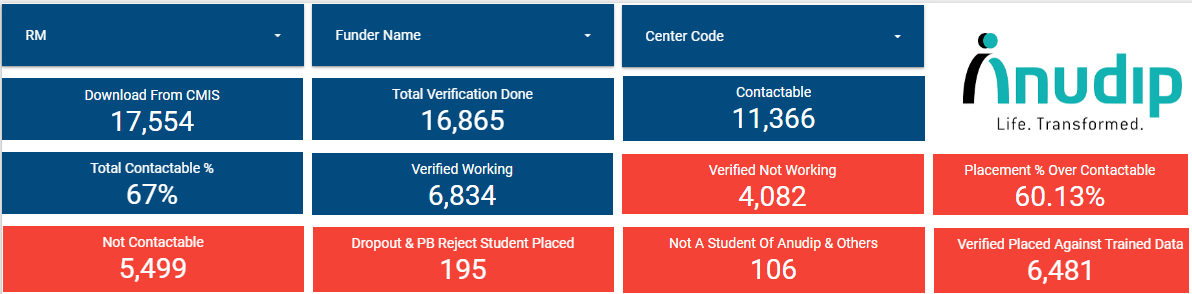 RM
Funder Name
Center Code
Anudip
Life. Transformed.
Download From CMIS
17,554
Total Verification Done
16,865
Contactable
11,366
Total Contactable %
67%
Verified Working
6,834
Verified Not Working
4,082
Placement % Over Contactable
60.13%
Not Contactable
5,499
Dropout & PB Reject Student Placed
195
Not A Student Of Anudip & Others
106
Verified Placed Against Trained Data
6,481